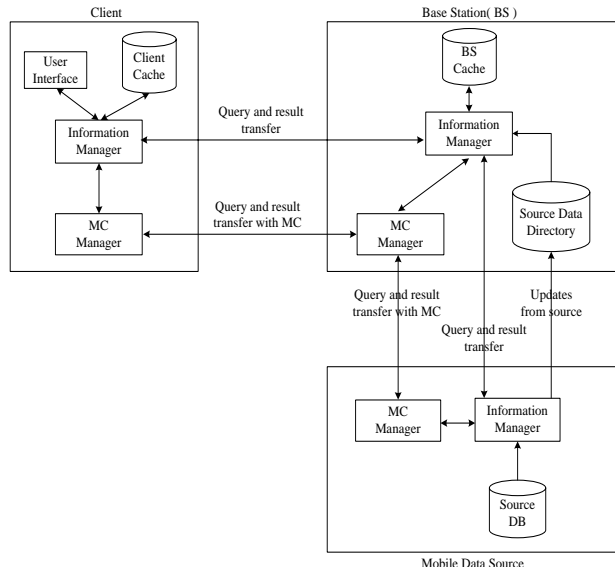 Client
Base Station( BS )
User
Interface
Client
Cache
BS
Cache
Information
Manager
Query and result
transfer
Information
Manager
MC
Manager
Query and result
transfer with MC
MC
Manager
Source Data
Directory
Query and result
transfer with MC
Updates
from source
Query and result
transfer
MC
Manager
Information
Manager
Source
DB
Mobile Data Source